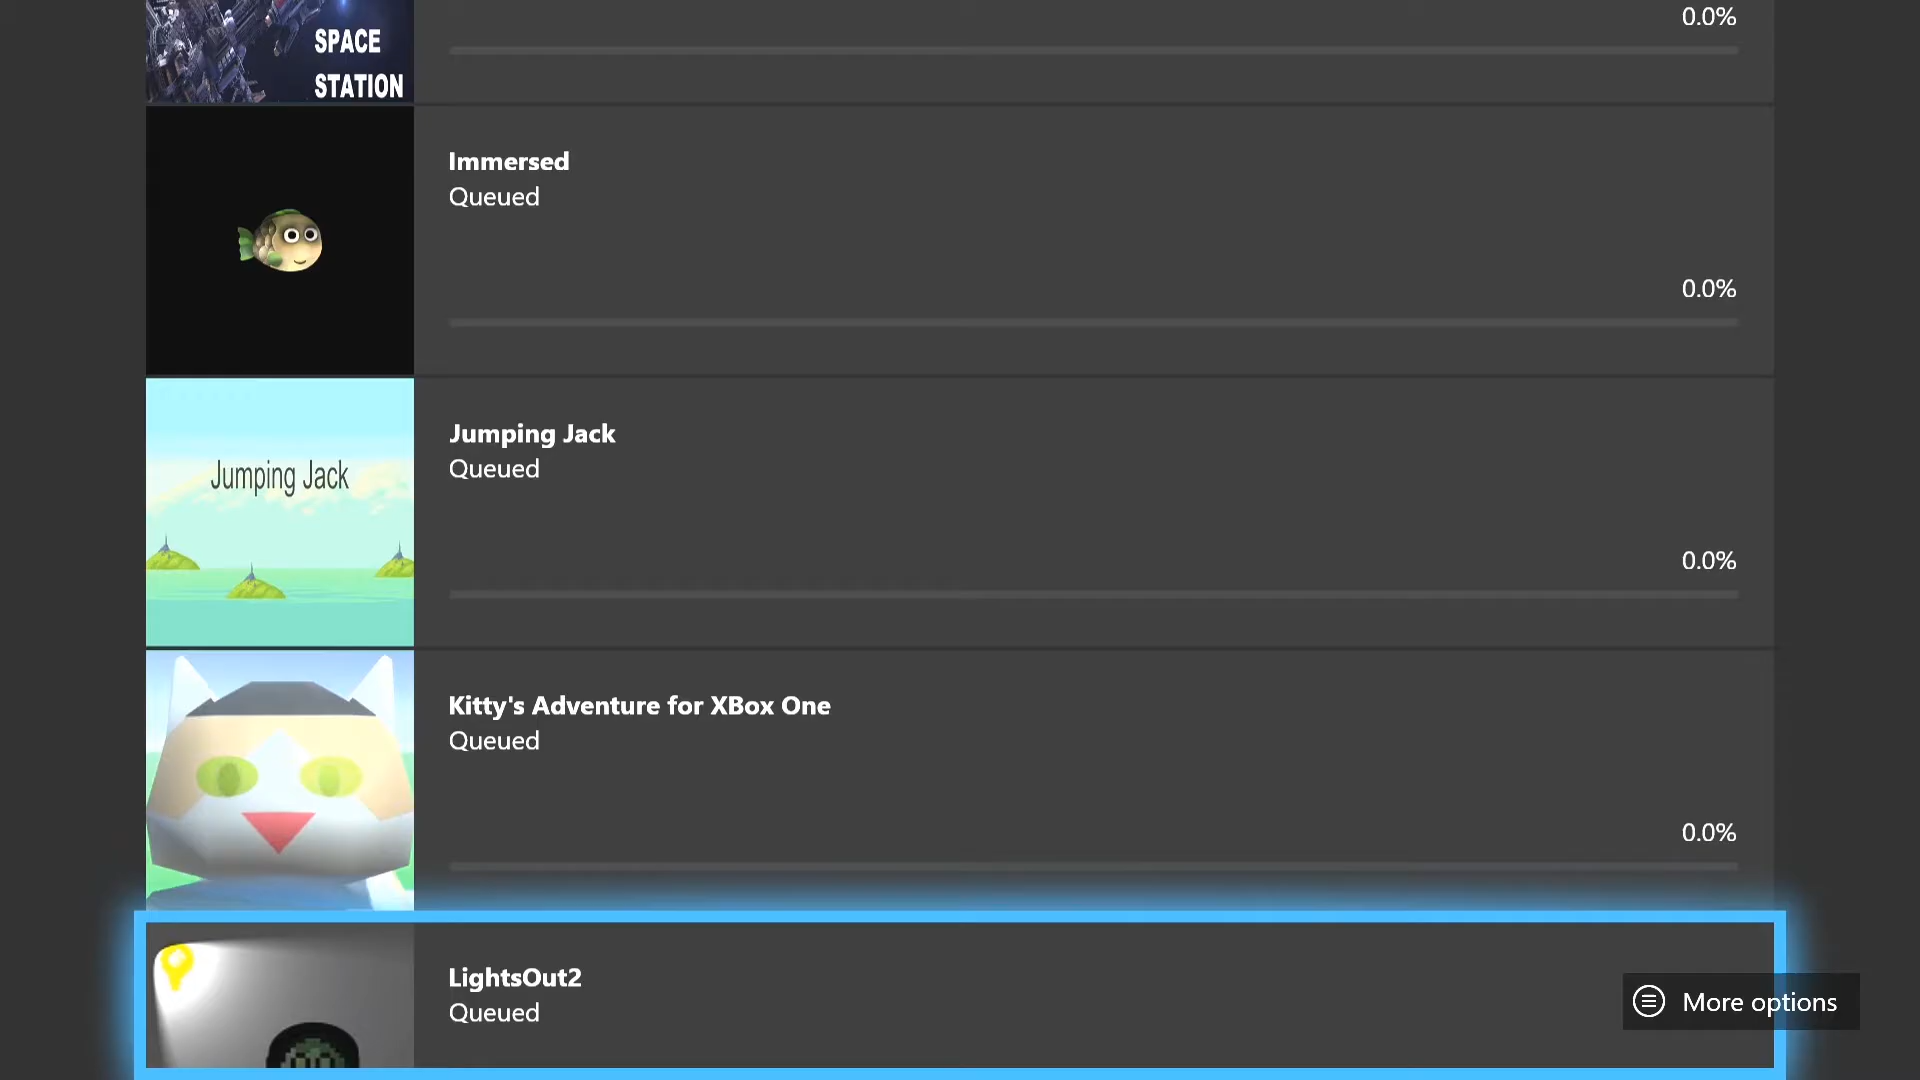 SPACE
STATION
0.0%
Immersed
Queued
0.0%
Jumping Jack
Jumping Jack
Queued
0.0%
Kitty's Adventure for XBox One
Queued
0.0%
LightsOut2
Queued
More options